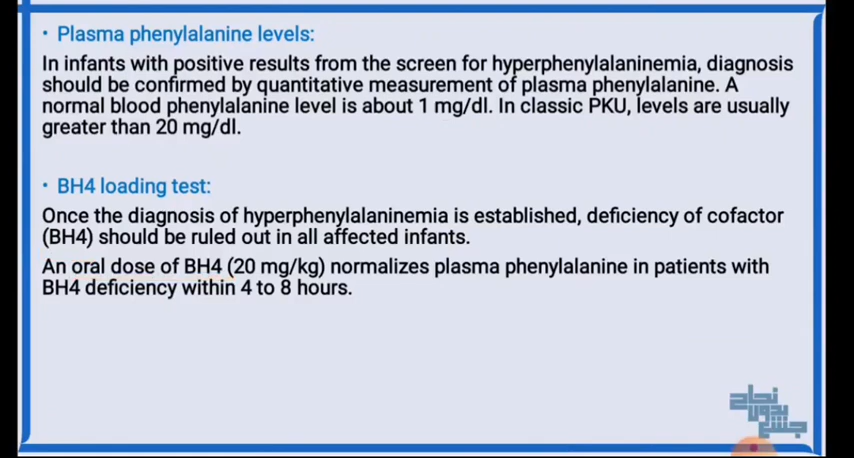 • Plasma phenylalanine levels:
In infants with positive results from the screen for hyperphenylalaninemia, diagnosis
should be confirmed by quantitative measurement of plasma phenylalanine. A
normal blood phenylalanine level is about 1 mg/dl. In classic PKU, levels are usually
greater than 20 mg/dl.
• BH4 loading test:
Once the diagnosis of hyperphenylalaninemia is established, deficiency of cofactor
(BH4) should be ruled out in all affected infants.
An oral dose of BH4 (20 mg/kg) normalizes plasma phenylalanine in patients with
BH4 deficiency within 4 to 8 hours.
نجاح
بدون